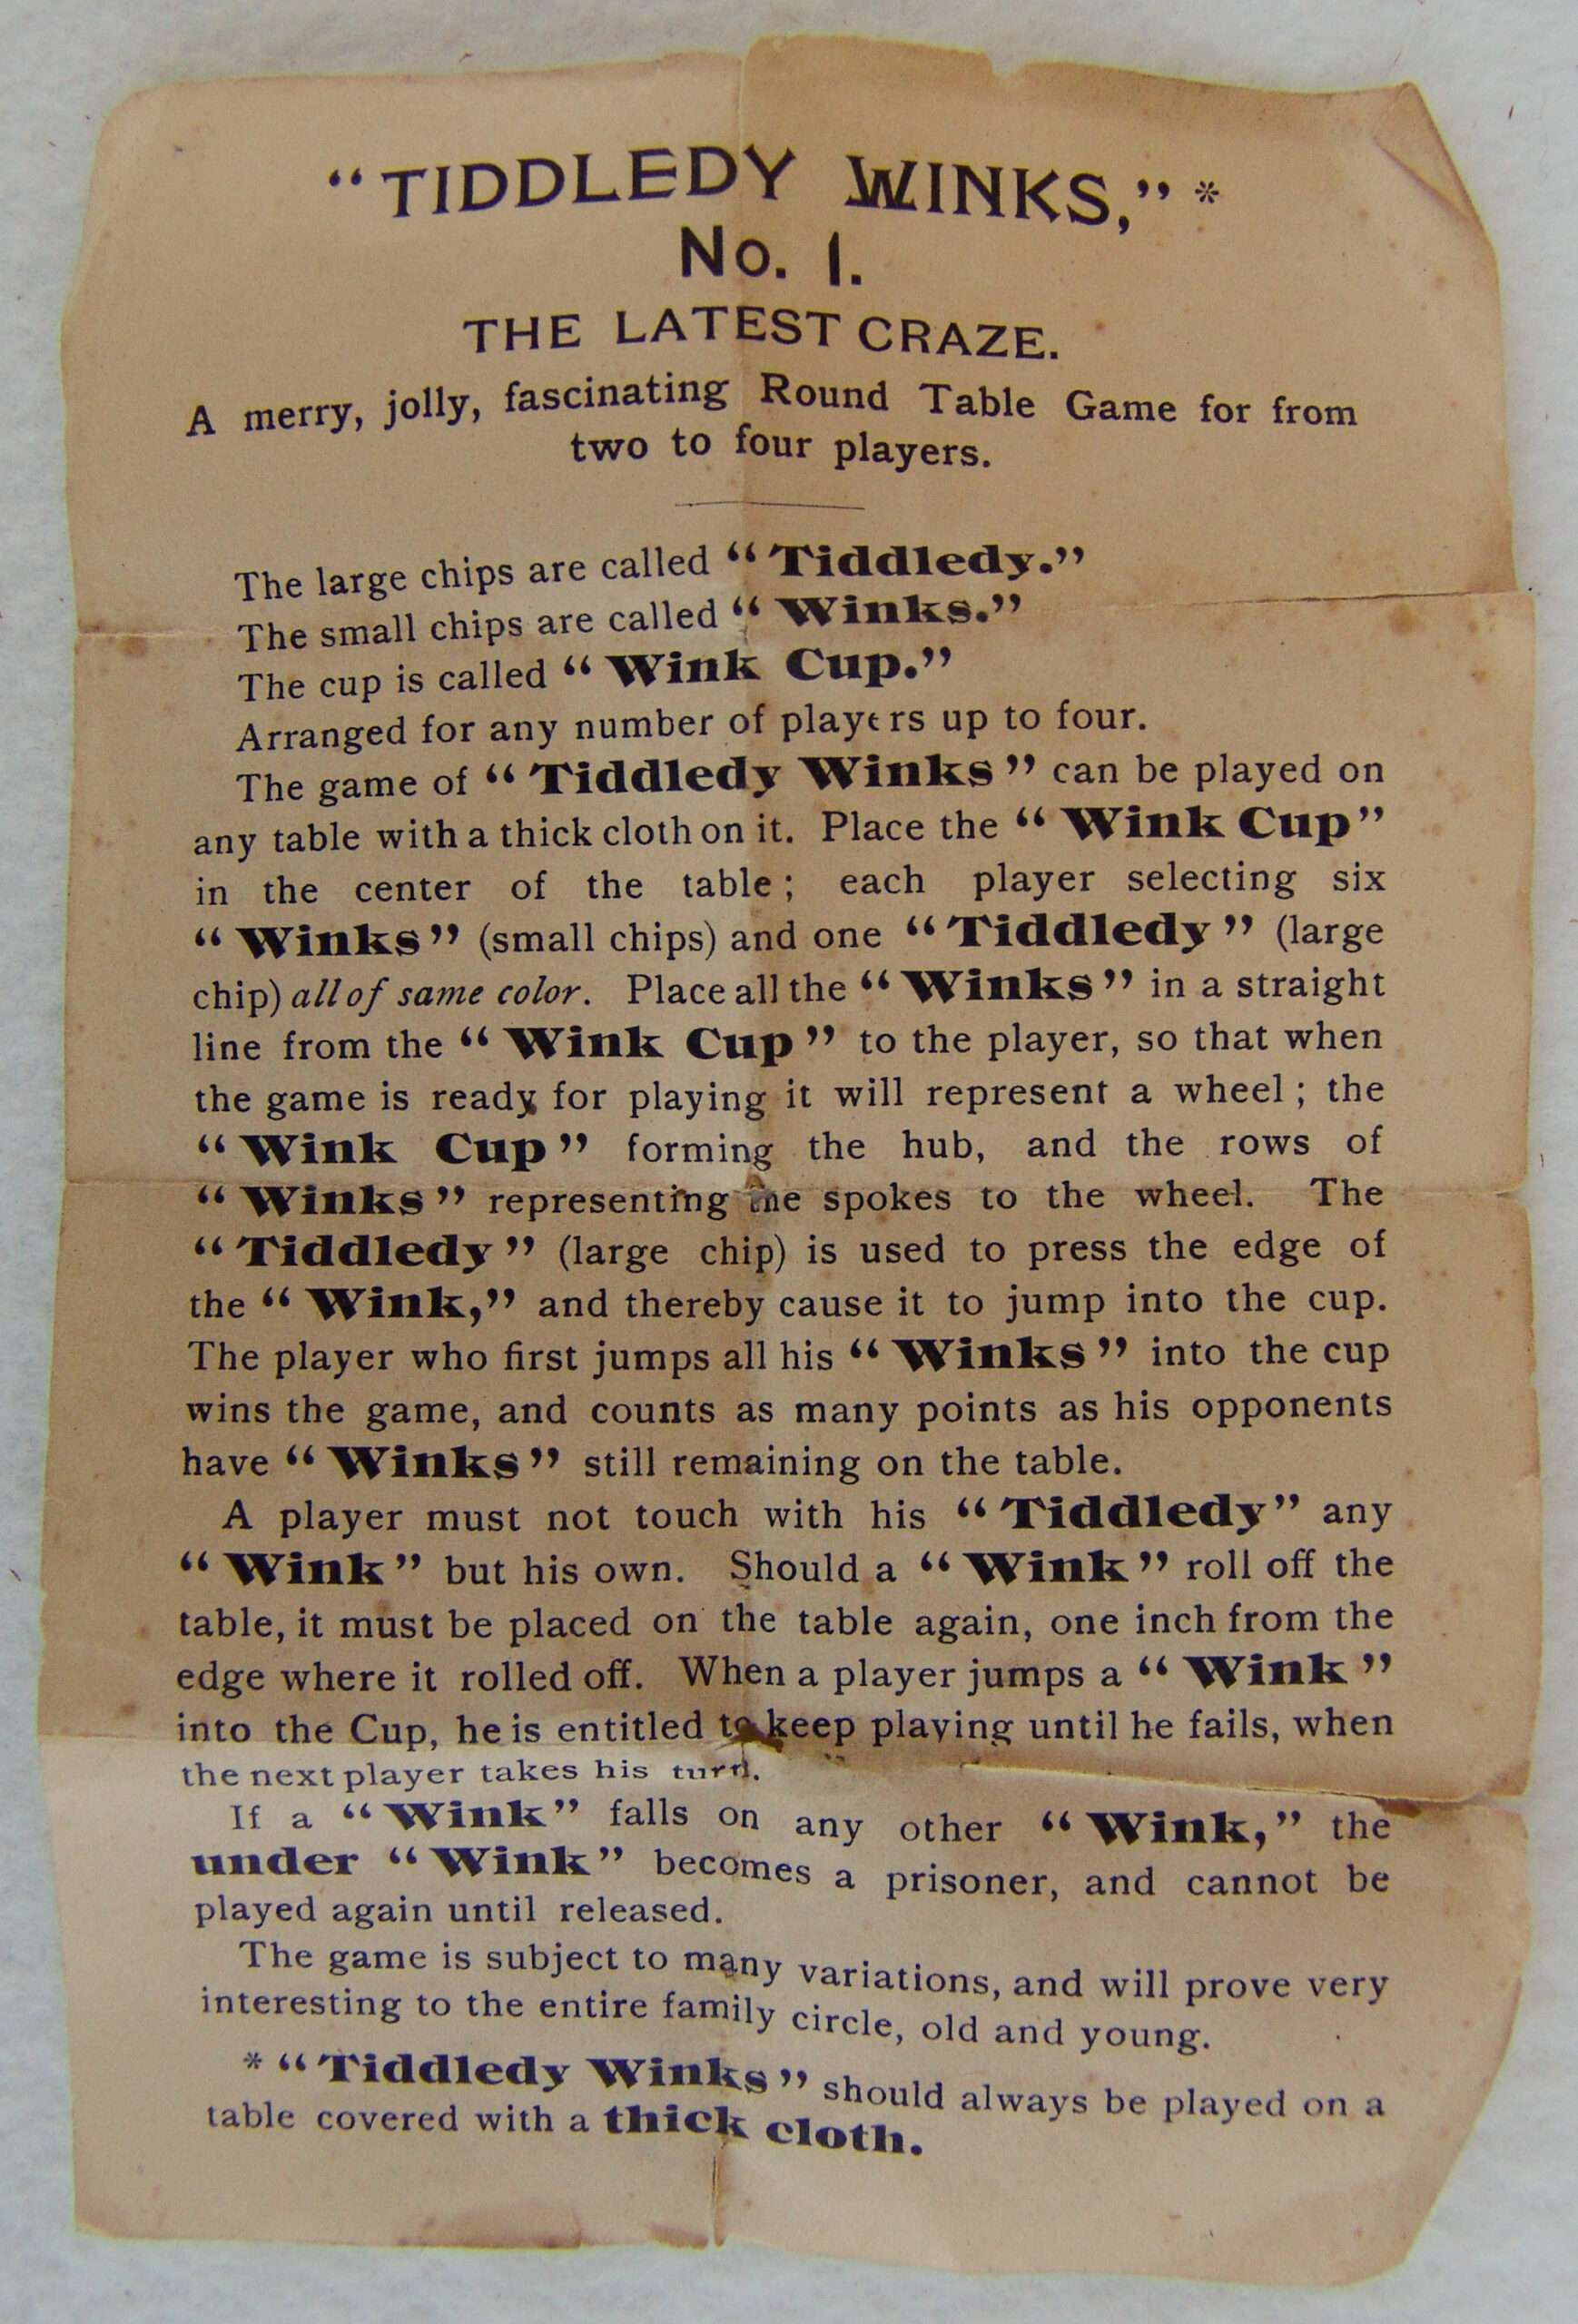 “TIDDLEDY WINKS,” *
No. 1.
THE LATEST CRAZE.
A merry, jolly, fascinating Round Table Game for from
two to four players.
The large chips are called “Tiddledy.”
The small chips are called “Winks.”
The cup is called “Wink Cup.”
Arranged for any number of players up to four.
The game of “Tiddledy Winks” can be played on
any table with a thick cloth on it. Place the “Wink Cup”
in the center of the table; each player selecting six
“Winks” (small chips) and one “Tiddledy” (large
chip) all of same color. Place all the “Winks” in a straight
line from the “Wink Cup” to the player, so that when
the game is ready for playing it will represent a wheel; the
“Wink Cup” forming the hub, and the rows of
“Winks” representing the spokes to the wheel. The
“Tiddledy” (large chip) is used to press the edge of
the “Wink,” and thereby cause it to jump into the cup.
The player who first jumps all his “Winks” into the cup
wins the game, and counts as many points as his opponents
have “Winks” still remaining on the table.
A player must not touch with his “Tiddledy” any
“Wink” but his own. Should a “Wink” roll off the
table, it must be placed on the table again, one inch from the
edge where it rolled off. When a player jumps a “Wink”
into the Cup, he is entitled to keep playing until he fails, when
the next player takes his turn.
If a “Wink” falls on any other “Wink,” the
under “Wink” becomes a prisoner, and cannot be
played again until released.
The game is subject to many variations, and will prove very
interesting to the entire family circle, old and young.
* “Tiddledy Winks” should always be played on a
table covered with a thick cloth.